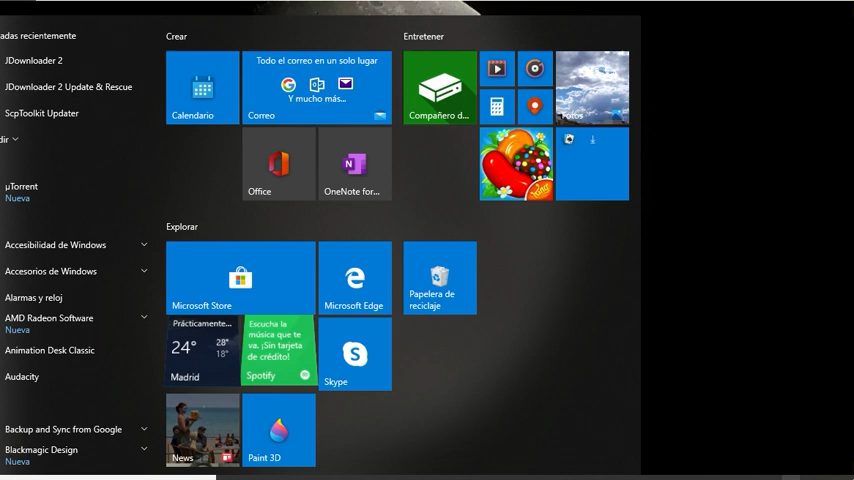 adas recientemente
JDownloader 2
JDownloader 2 Update & Rescue
ScpToolkit Updater
dir
µTorrent
Nueva
Accesibilidad de Windows
Accesorios de Windows
Alarmas y reloj
AMD Radeon Software
Nueva
Animation Desk Classic
Audacity
Backup and Sync from Google
Blackmagic Design
Nueva
Crear
Calendario
Todo el correo en un solo lugar
Y mucho más...
Correo
Office
OneNote for...
Explorar
Microsoft Store
Microsoft Edge
Prácticamente...
24°
28°
18°
Madrid
Escucha la
música que te
va. ¡Sin tarjeta
de crédito!
Spotify
Skype
News
Paint 3D
Entretener
Compañero d...
Fotos
King
Papelera de
reciclaje